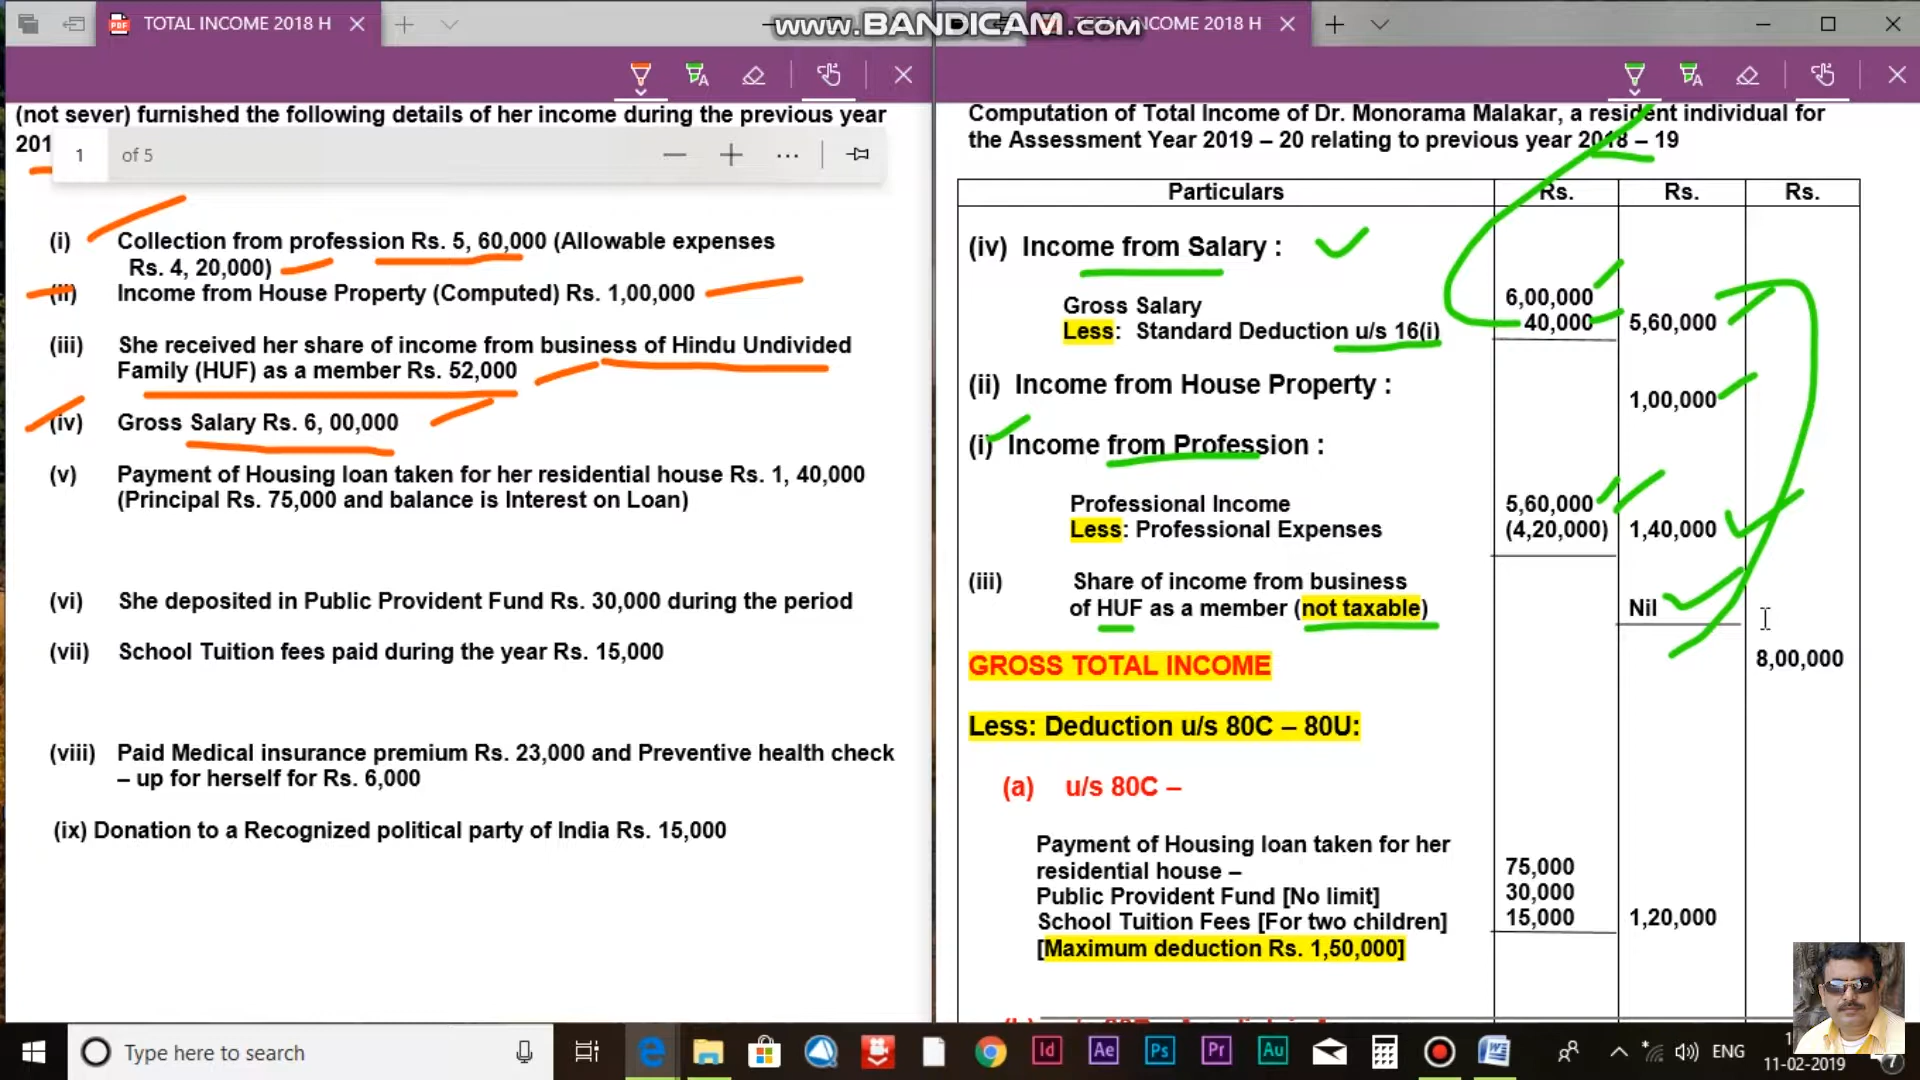 TOTAL INCOME 2018 H
www.BANDICAM.com
TOTAL INCOME 2018 H
(not sever) furnished the following details of her income during the previous year
201
1 of 5
(i) Collection from profession Rs. 5, 60,000 (Allowable expenses
Rs. 4, 20,000)
(ii) Income from House Property (Computed) Rs. 1,00,000
(iii) She received her share of income from business of Hindu Undivided
Family (HUF) as a member Rs. 52,000
(iv) Gross Salary Rs. 6, 00,000
(v) Payment of Housing loan taken for her residential house Rs. 1, 40,000
(Principal Rs. 75,000 and balance is Interest on Loan)
(vi) She deposited in Public Provident Fund Rs. 30,000 during the period
(vii) School Tuition fees paid during the year Rs. 15,000
(viii) Paid Medical insurance premium Rs. 23,000 and Preventive health check
– up for herself for Rs. 6,000
(ix) Donation to a Recognized political party of India Rs. 15,000
Computation of Total Income of Dr. Monorama Malakar, a resident individual for
the Assessment Year 2019 – 20 relating to previous year 2018 – 19
Particulars Rs. Rs. Rs.
(iv) Income from Salary :
Gross Salary 6,00,000
Less: Standard Deduction u/s 16(i) 40,000 5,60,000
(ii) Income from House Property :
1,00,000
(i) Income from Profession :
Professional Income 5,60,000
Less: Professional Expenses (4,20,000) 1,40,000
(iii) Share of income from business
of HUF as a member (not taxable) Nil
GROSS TOTAL INCOME 8,00,000
Less: Deduction u/s 80C – 80U:
(a) u/s 80C –
Payment of Housing loan taken for her
residential house – 75,000
Public Provident Fund [No limit] 30,000
School Tuition Fees [For two children] 15,000 1,20,000
[Maximum deduction Rs. 1,50,000]
Type here to search
Id Ae Ps Pr Au
ENG
11-02-2019
7